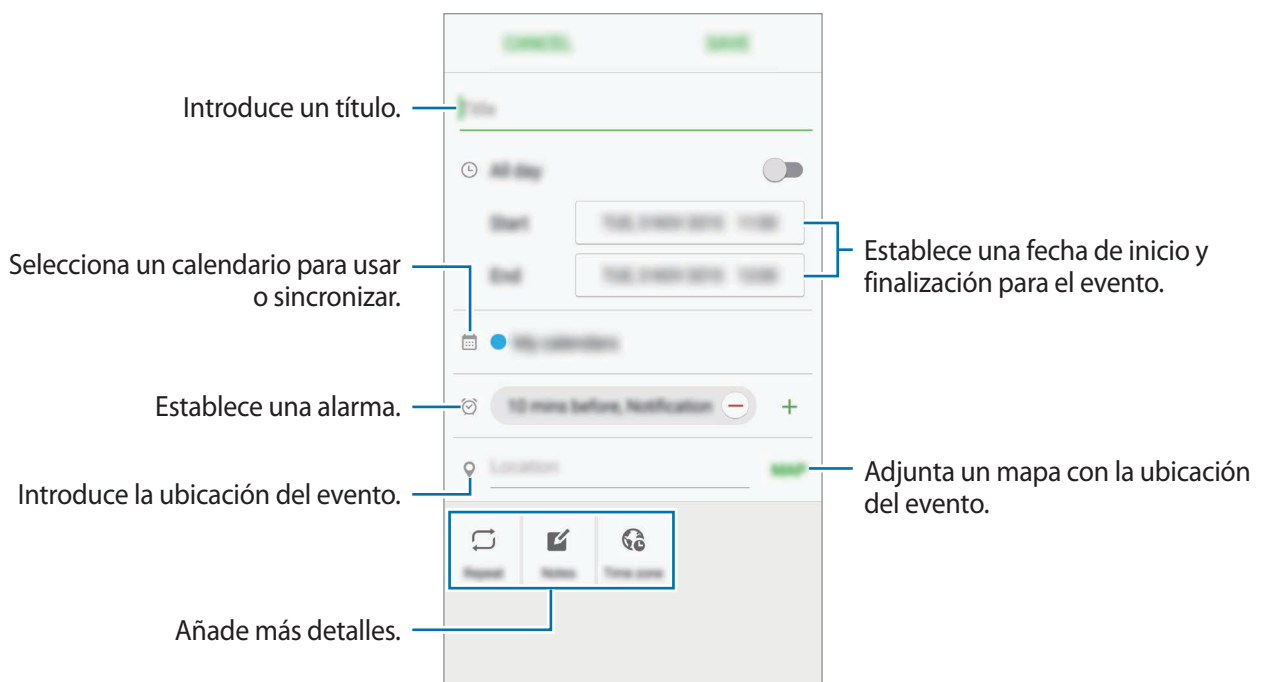 CANCEL
SAVE
Introduce un título.
Title
All day
Start
Selecciona un calendario para usar
o sincronizar.
End
Establece una fecha de inicio y
finalización para el evento.
My calendars
Establece una alarma.
10 mins before, Notification
Location
MAP
Introduce la ubicación del evento.
Adjunta un mapa con la ubicación
del evento.
Repeat
Notes
Time zone
Añade más detalles.